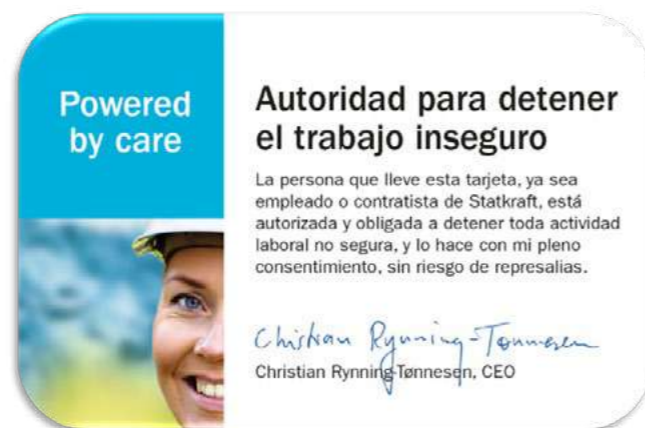 Powered
by care
Autoridad para detener
el trabajo inseguro
La persona que lleve esta tarjeta, ya sea
empleado o contratista de Statkraft, está
autorizada y obligada a detener toda actividad
laboral no segura, y lo hace con mi pleno
consentimiento, sin riesgo de represalias.
Christian Rynning-Tønnesen
Christian Rynning-Tønnesen, CEO